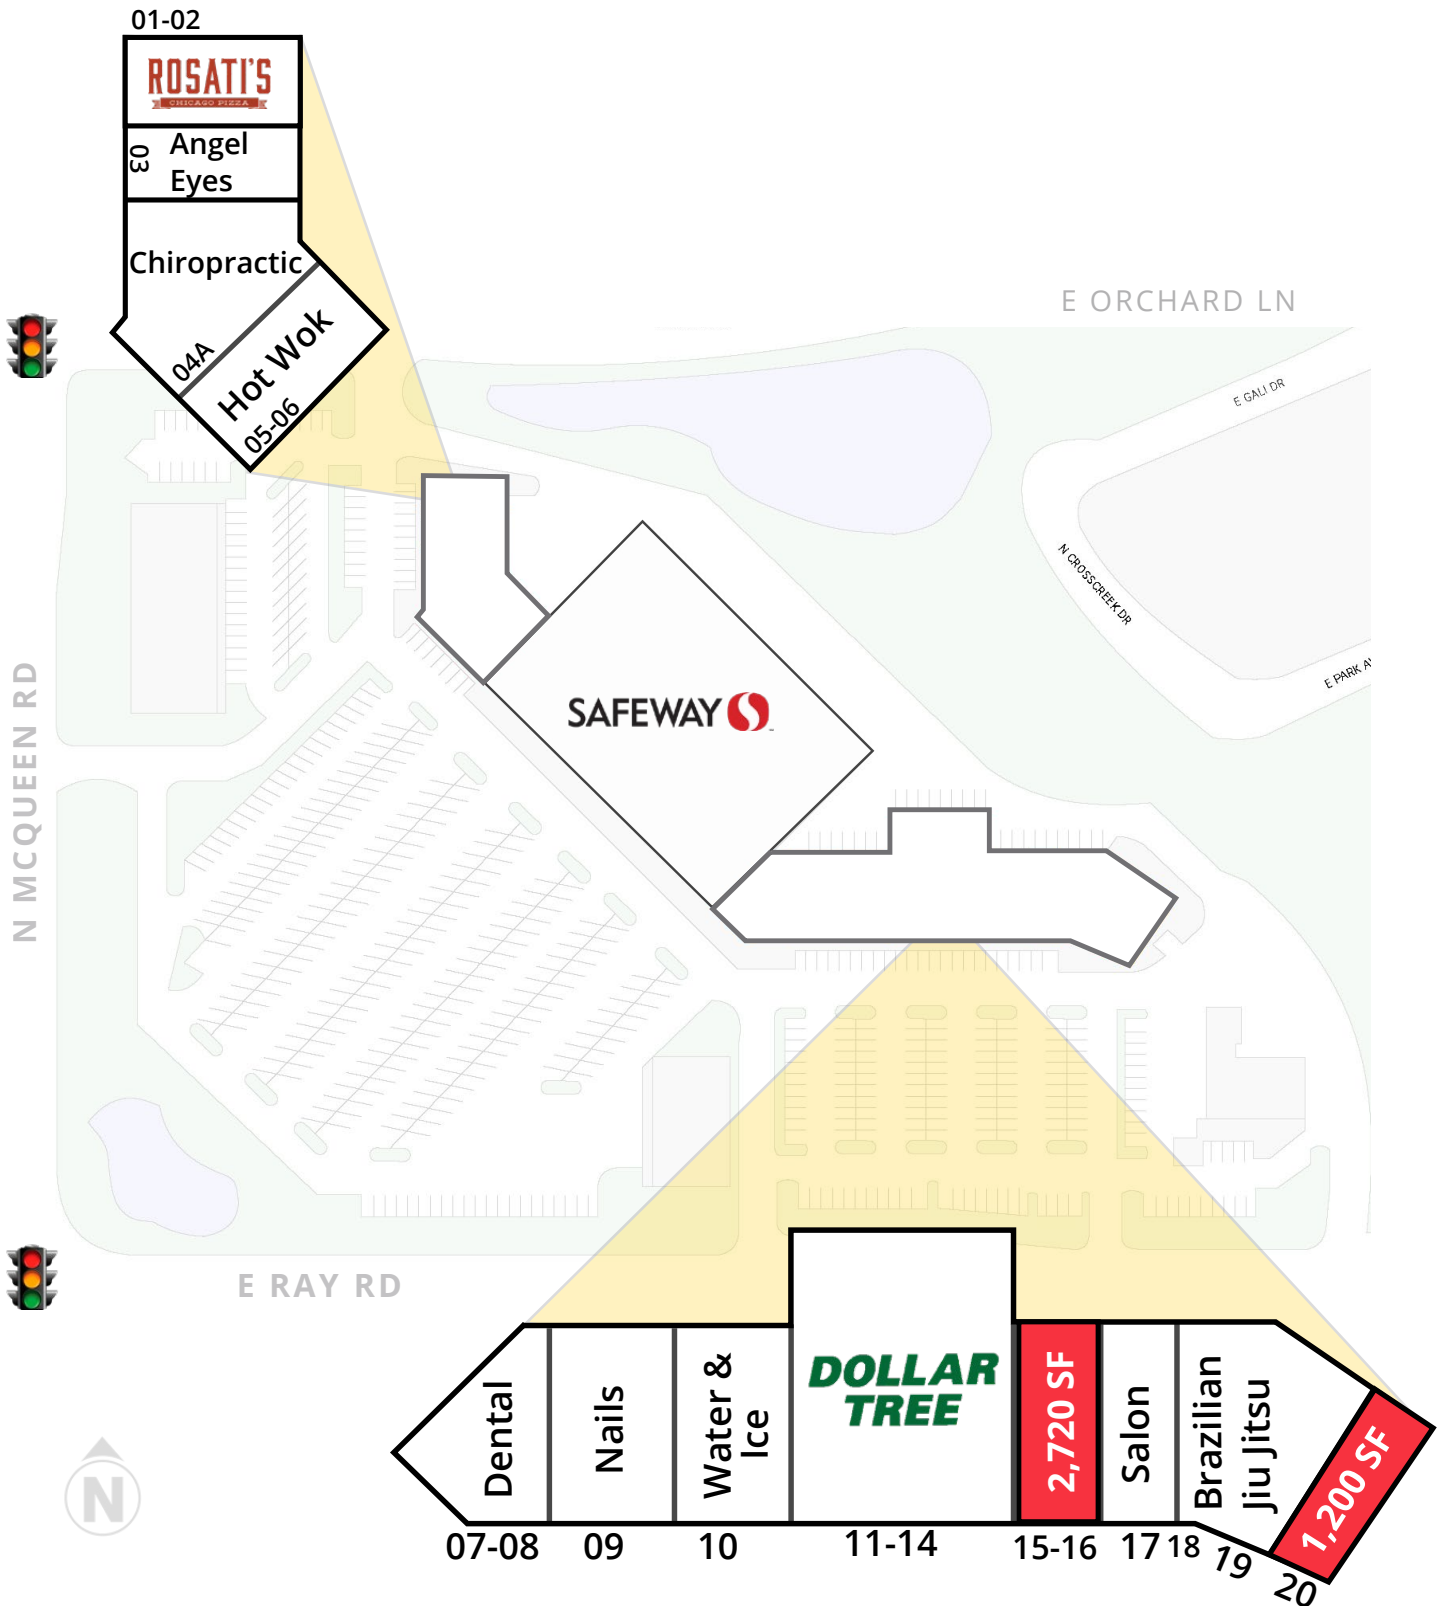 01-02
ROSATI'S
CHICAGO PIZZA
03
Angel
Eyes
Chiropractic
04A
Hot Wok
05-06
E ORCHARD LN
E GALI DR
N CROSSCREEK DR
E PARK AV
N MCQUEEN RD
SAFEWAY
E RAY RD
N
Dental
Nails
Water &
Ice
DOLLAR
TREE
2,720 SF
Salon
Brazilian
Jiu Jitsu
1,200 SF
07-08
09
10
11-14
15-16
17
18
19
20